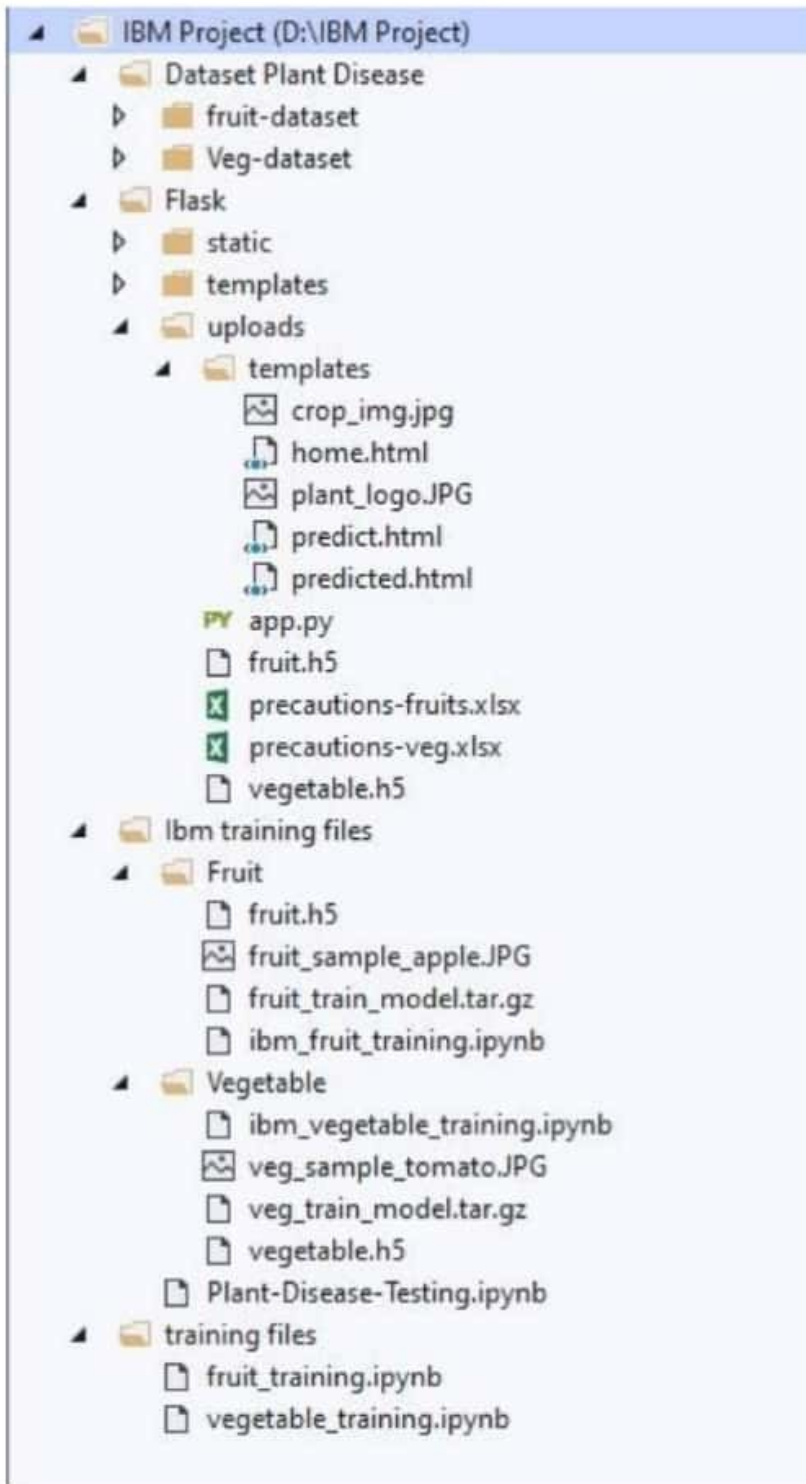 IBM Project (D:\IBM Project)
Dataset Plant Disease
fruit-dataset
Veg-dataset
Flask
static
templates
uploads
templates
crop_img.jpg
home.html
plant_logo.JPG
predict.html
predicted.html
PY app.py
fruit.h5
precautions-fruits.xlsx
precautions-veg.xlsx
vegetable.h5
Ibm training files
Fruit
fruit.h5
fruit_sample_apple.JPG
fruit_train_model.tar.gz
ibm_fruit_training.ipynb
Vegetable
ibm_vegetable_training.ipynb
veg_sample_tomato.JPG
veg_train_model.tar.gz
vegetable.h5
Plant-Disease-Testing.ipynb
training files
fruit_training.ipynb
vegetable_training.ipynb